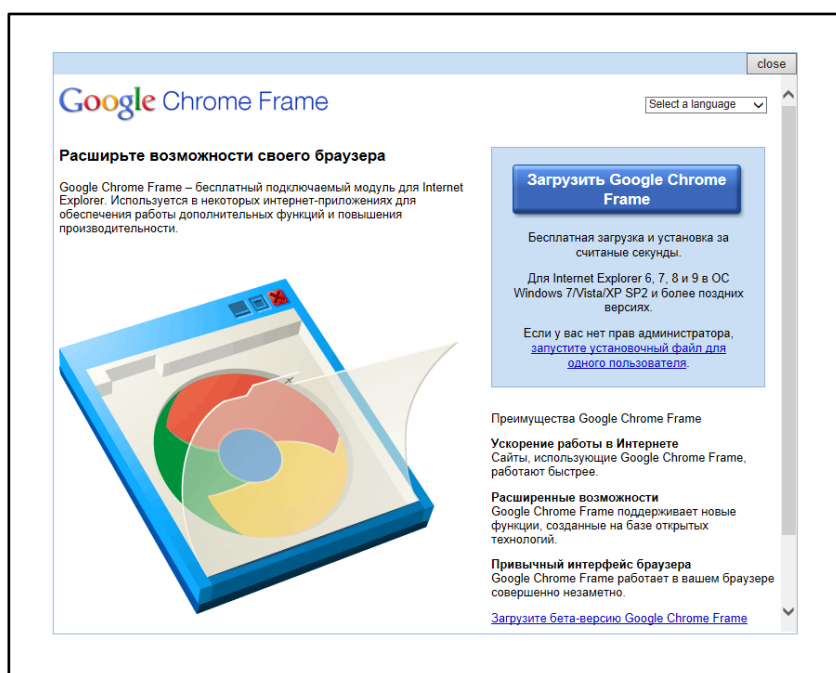 close
Google Chrome Frame
Select a language
Расширьте возможности своего браузера
Google Chrome Frame – бесплатный подключаемый модуль для Internet
Explorer. Используется в некоторых интернет-приложениях для
обеспечения работы дополнительных функций и повышения
производительности.
Загрузить Google Chrome
Frame
Бесплатная загрузка и установка за
считаные секунды.
Для Internet Explorer 6, 7, 8 и 9 в ОС
Windows 7/Vista/XP SP2 и более поздних
версиях.
Если у вас нет прав администратора,
запустите установочный файл для
одного пользователя.
Преимущества Google Chrome Frame
Ускорение работы в Интернете
Сайты, использующие Google Chrome Frame,
работают быстрее.
Расширенные возможности
Google Chrome Frame поддерживает новые
функции, созданные на базе открытых
технологий.
Привычный интерфейс браузера
Google Chrome Frame работает в вашем браузере
совершенно незаметно.
Загрузите бета-версию Google Chrome Frame